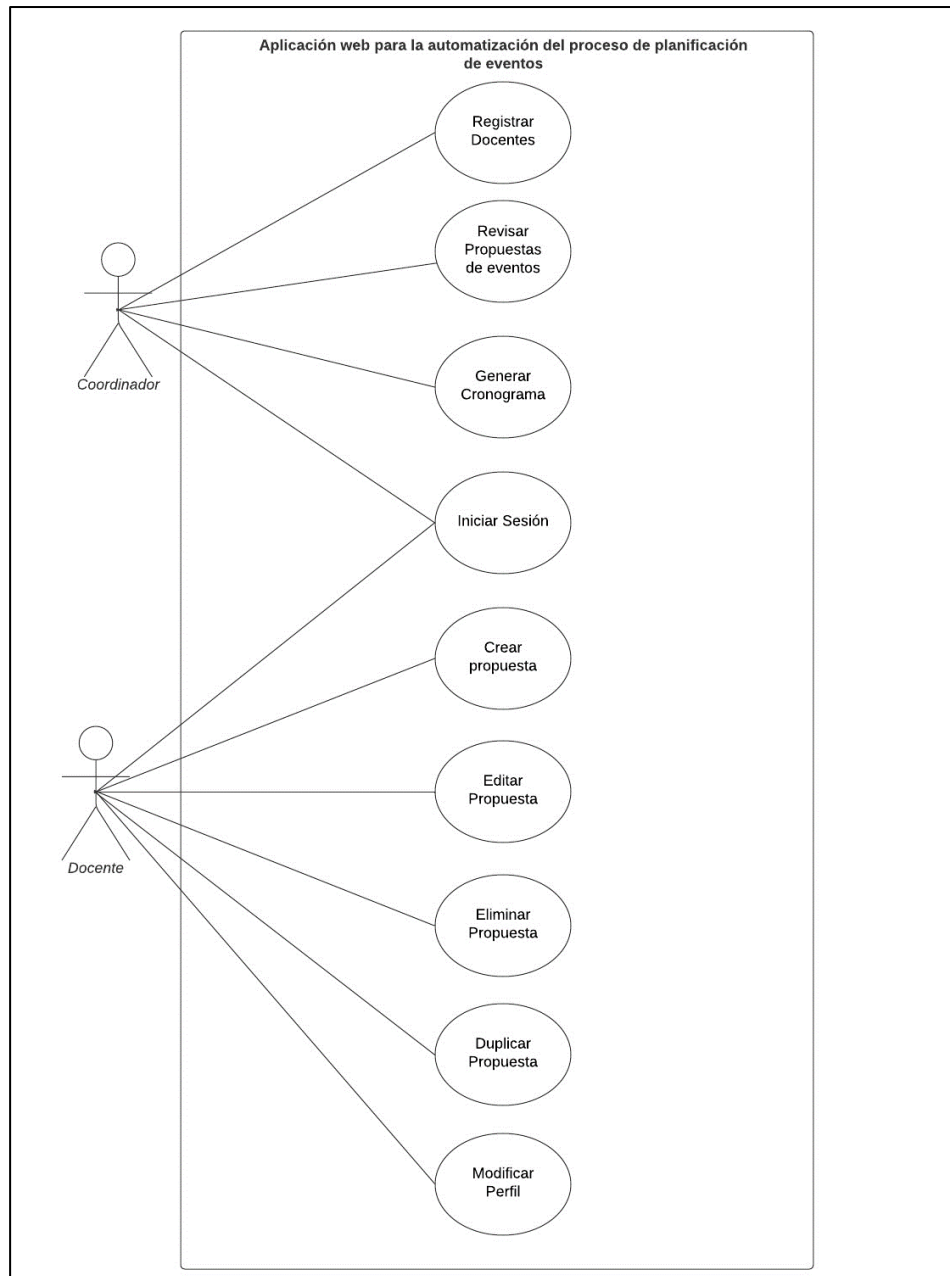 Aplicación web para la automatización del proceso de planificación
de eventos
Registrar
Docentes
Revisar
Propuestas
de eventos
Coordinador
Generar
Cronograma
Iniciar Sesión
Crear
propuesta
Editar
Propuesta
Docente
Eliminar
Propuesta
Duplicar
Propuesta
Modificar
Perfil